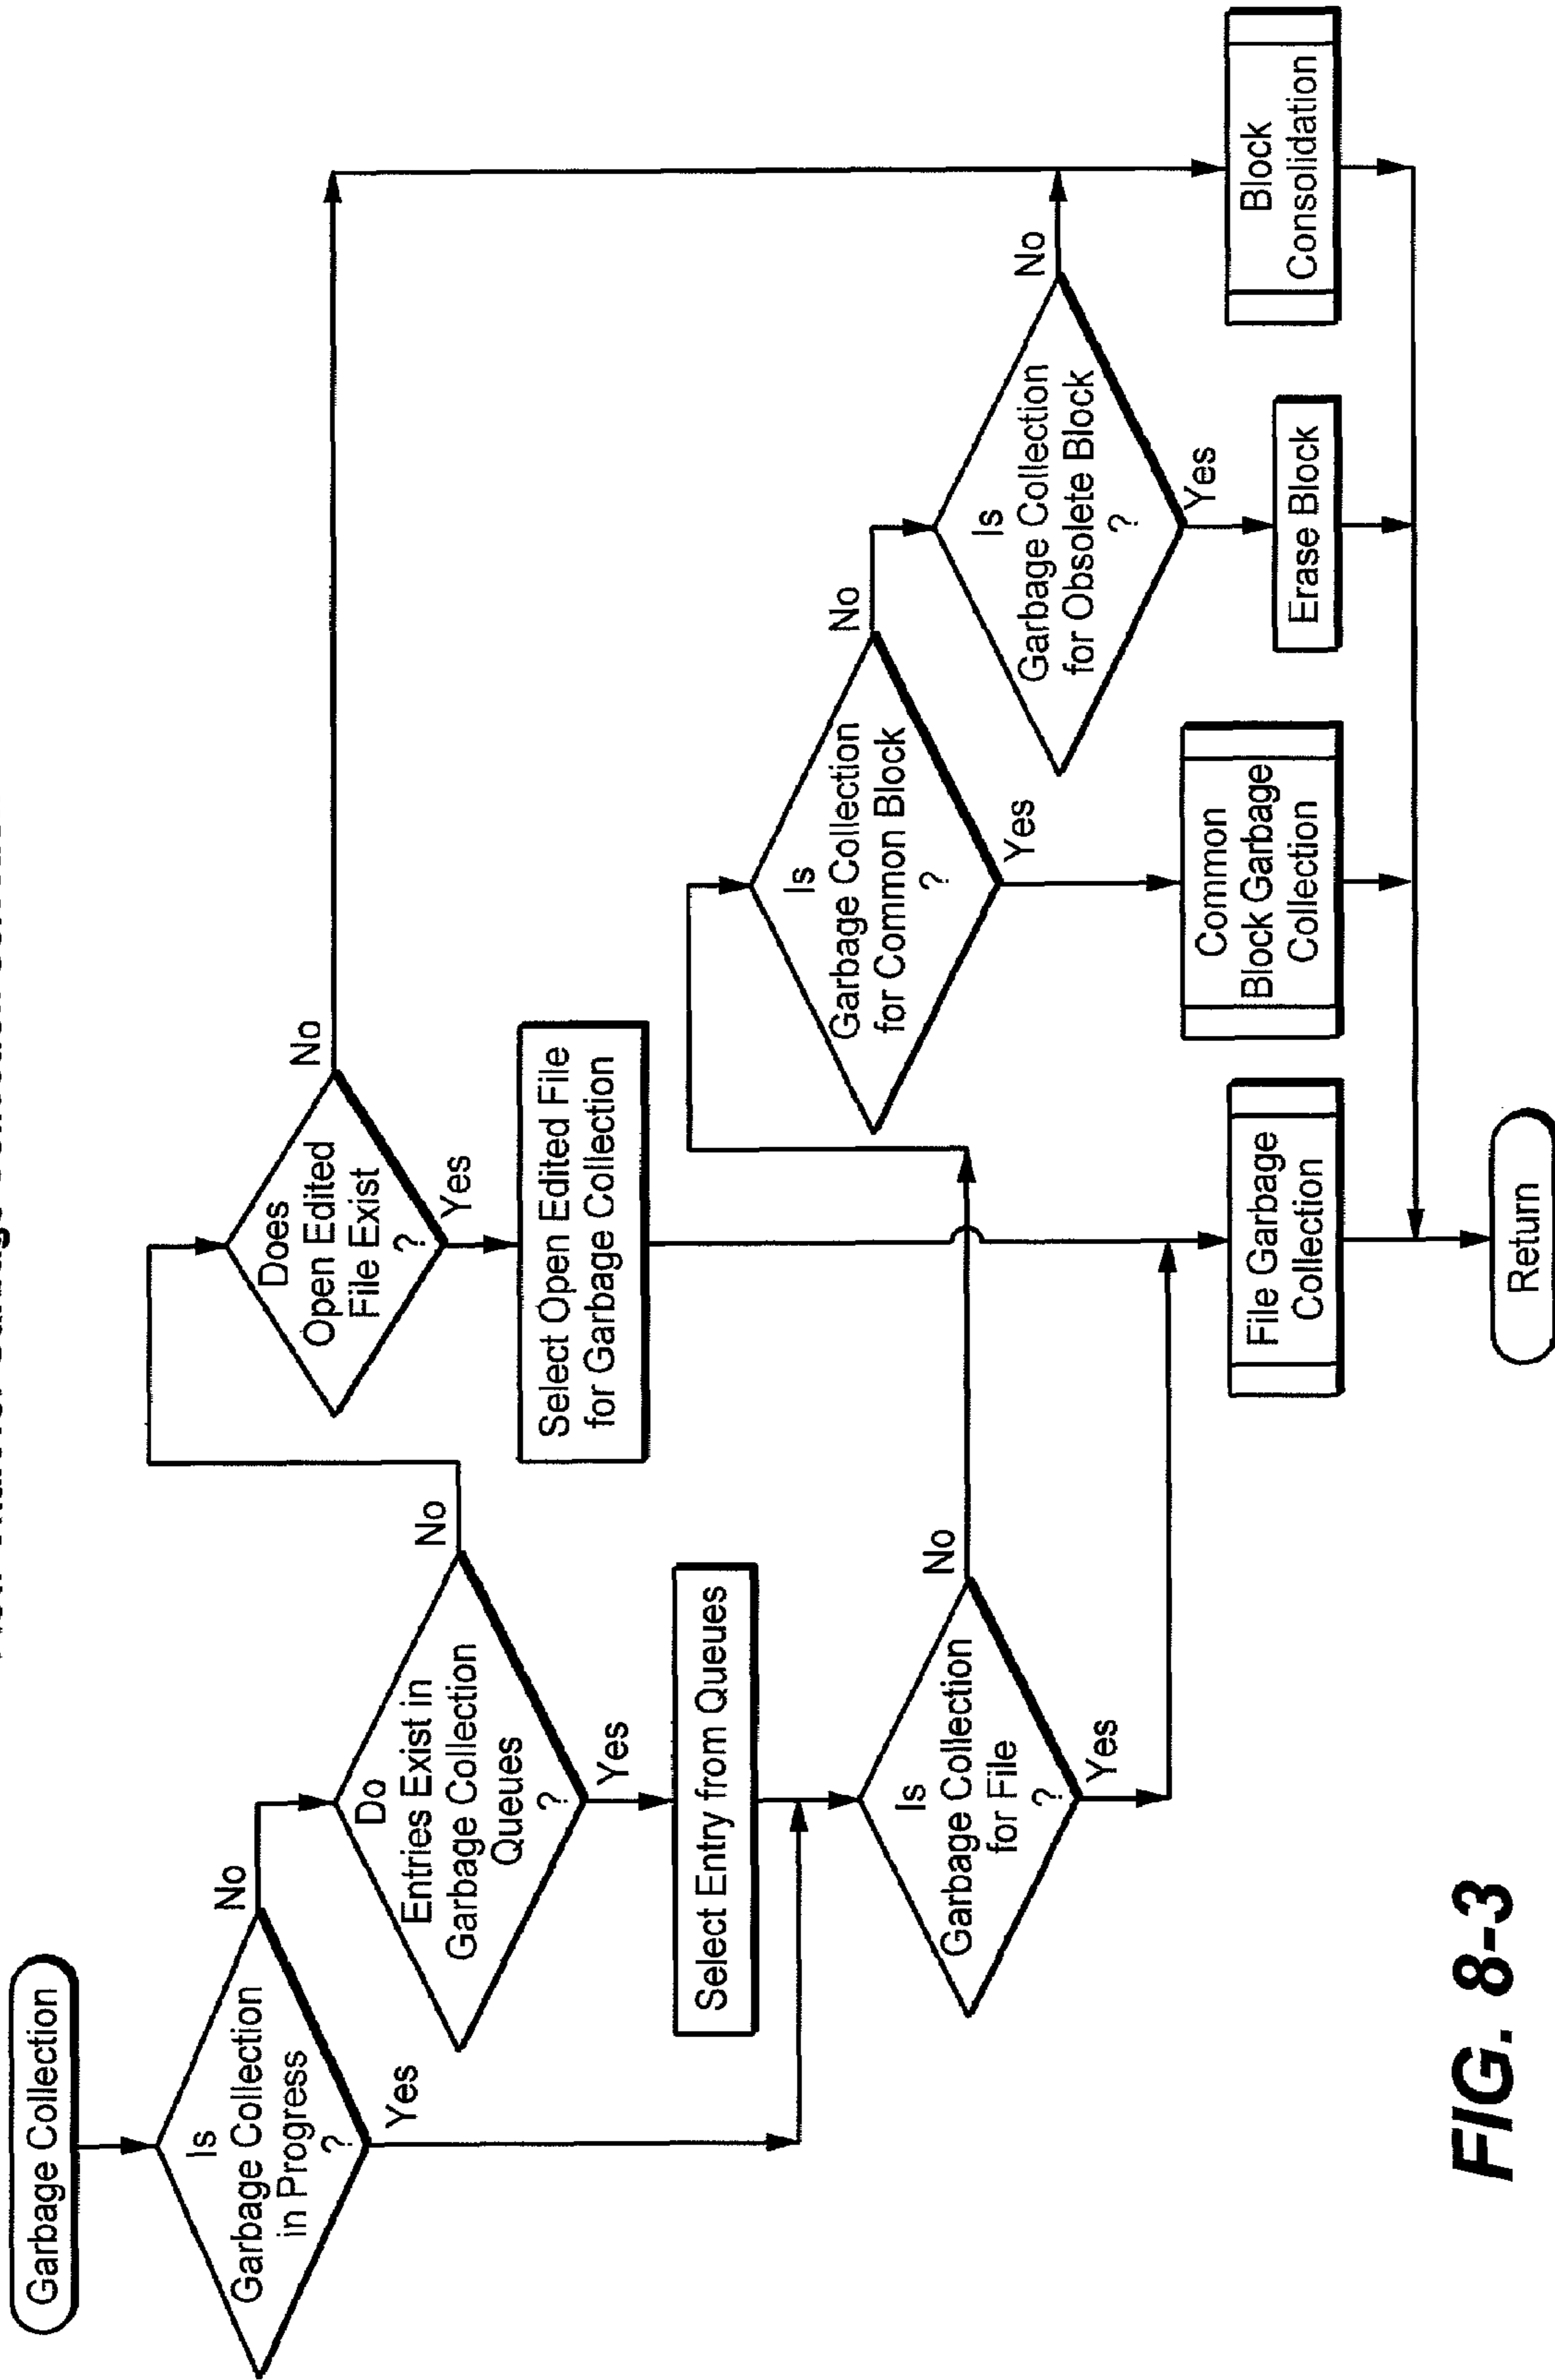 Garbage Collection
Is
Garbage Collection
in Progress
?
No
Yes
Do
Entries Exist in
Garbage Collection
Queues
?
No
Yes
Select Entry from Queues
Does
Open Edited
File Exist
?
No
Yes
Select Open Edited File
for Garbage Collection
Is
Garbage Collection
for File
?
No
Yes
Is
Garbage Collection
for Common Block
?
No
Yes
Is
Garbage Collection
for Obsolete Block
?
No
Yes
File Garbage
Collection
Common
Block Garbage
Collection
Erase Block
Block
Consolidation
Return
FIG. 8-3